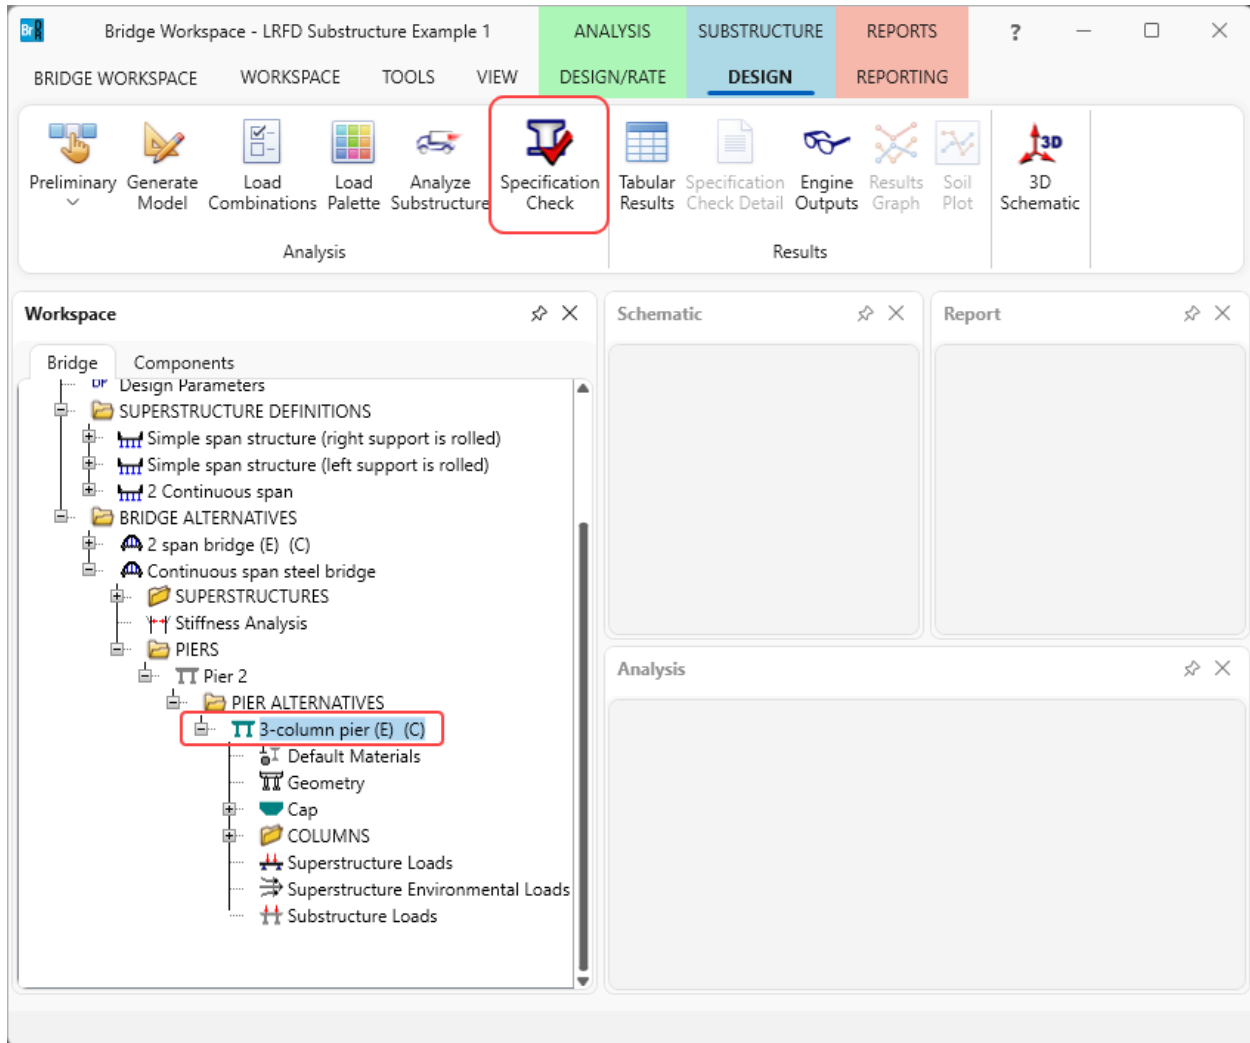 Br
Bridge Workspace - LRFD Substructure Example 1 ANALYSIS SUBSTRUCTURE REPORTS ?
BRIDGE WORKSPACE WORKSPACE TOOLS VIEW DESIGN/RATE DESIGN REPORTING
Preliminary Generate Load Load Analyze Specification Tabular Specification Engine Results Soil 3D
Model Combinations Palette Substructure Check Results Check Detail Outputs Graph Plot Schematic
Analysis Results
Workspace Schematic Report
Bridge Components
DP Design Parameters
SUPERSTRUCTURE DEFINITIONS
Simple span structure (right support is rolled)
Simple span structure (left support is rolled)
2 Continuous span
BRIDGE ALTERNATIVES
2 span bridge (E) (C)
Continuous span steel bridge
SUPERSTRUCTURES
Stiffness Analysis
PIERS
Pier 2
Analysis
PIER ALTERNATIVES
3-column pier (E) (C)
Default Materials
Geometry
Cap
COLUMNS
Superstructure Loads
Superstructure Environmental Loads
Substructure Loads